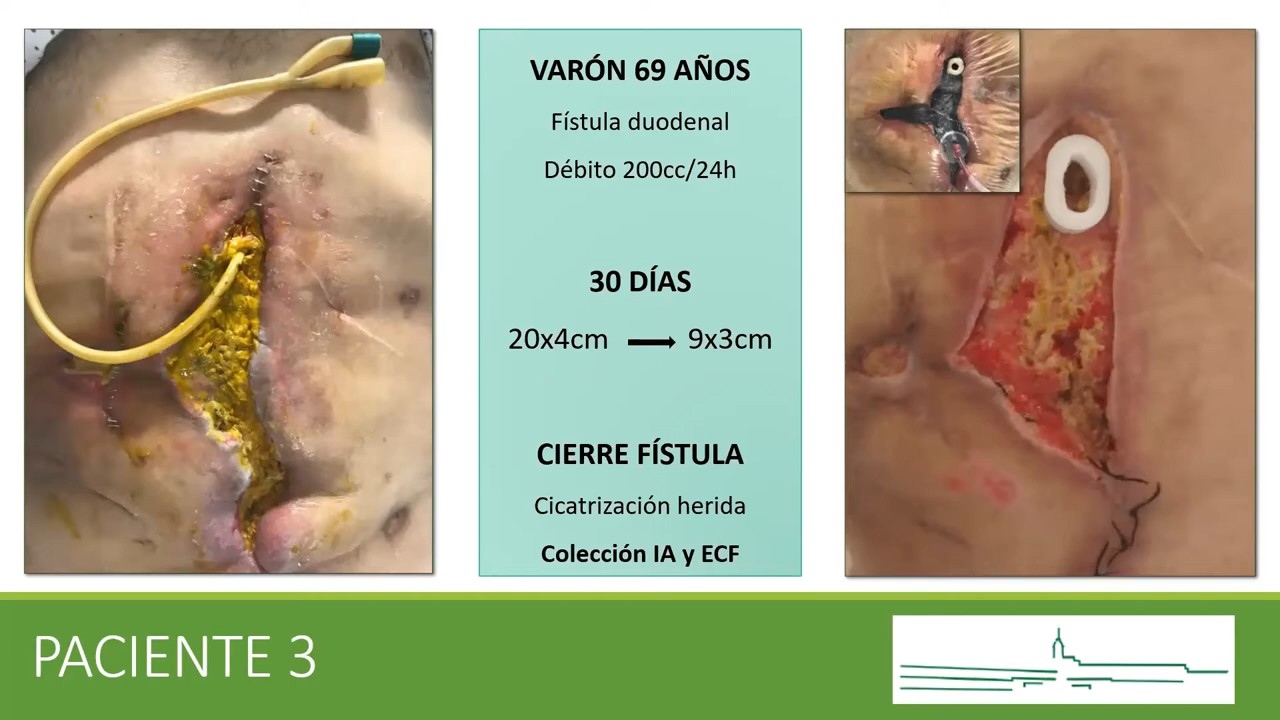 VARÓN 69 AÑOS
Fístula duodenal
Débito 200cc/24h
30 DÍAS
20x4cm 9x3cm
CIERRE FÍSTULA
Cicatrización herida
Colección IA y ECF
PACIENTE 3